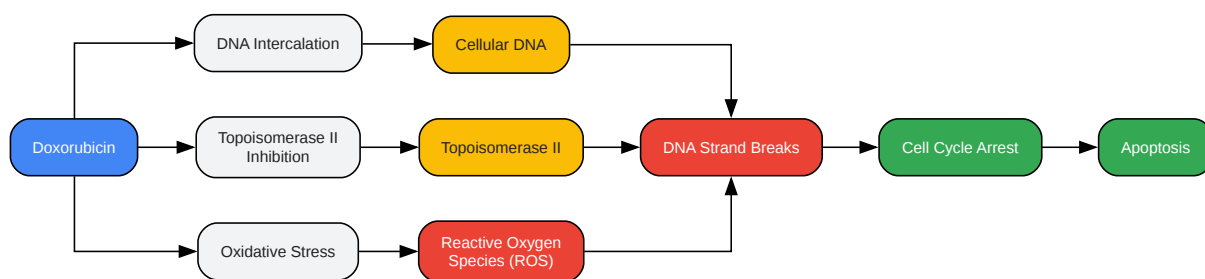 DNA Intercalation
Cellular DNA
Doxorubicin
Topoisomerase II
Inhibition
Topoisomerase II
DNA Strand Breaks
Cell Cycle Arrest
Apoptosis
Oxidative Stress
Reactive Oxygen
Species (ROS)